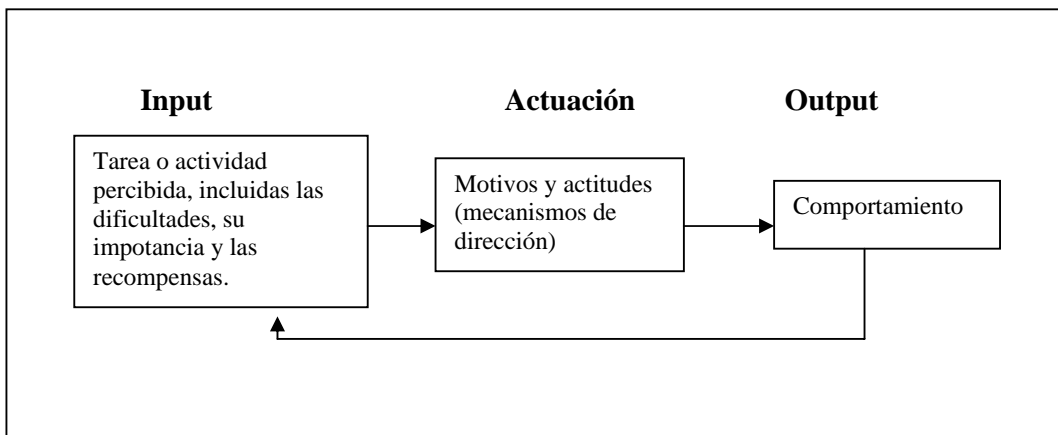 Input
Actuación
Output
Tarea o actividad
percibida, incluidas las
dificultades, su
impotancia y las
recompensas.
Motivos y actitudes
(mecanismos de
dirección)
Comportamiento